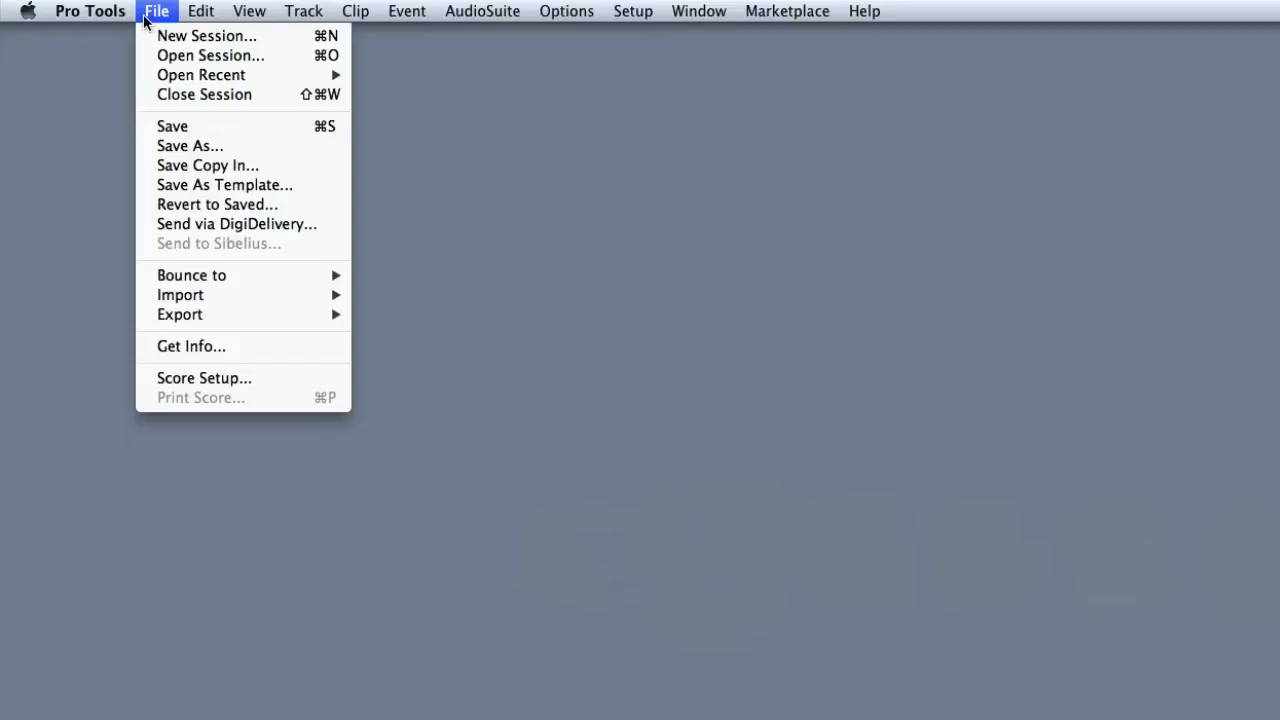 Pro Tools File Edit View Track Clip Event AudioSuite Options Setup Window Marketplace Help
New Session... ⌘N
Open Session... ⌘O
Open Recent ▶
Close Session ⇧⌘W
Save ⌘S
Save As...
Save Copy In...
Save As Template...
Revert to Saved...
Send via DigiDelivery...
Send to Sibelius...
Bounce to ▶
Import ▶
Export ▶
Get Info...
Score Setup...
Print Score... ⌘P